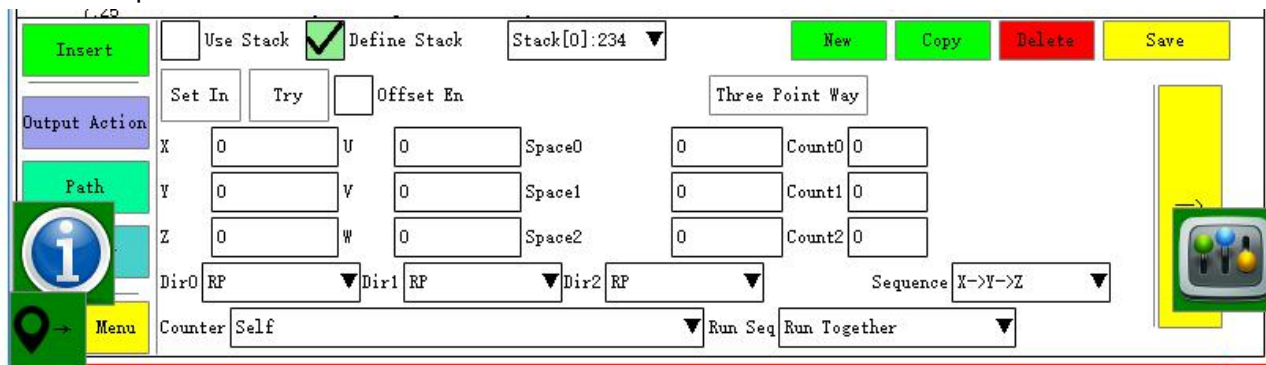 Insert
Use Stack Define Stack Stack[0]:234 New Copy Delete Save
Set In Try Offset En Three Point Way
Output Action
X 0 U 0 Space0 0 Count0 0
Path
Y 0 V 0 Space1 0 Count1 0
->
Z 0 W 0 Space2 0 Count2 0
Dir0 RP Dir1 RP Dir2 RP Sequence X->Y->Z
Menu
Counter Self Run Seq Run Together